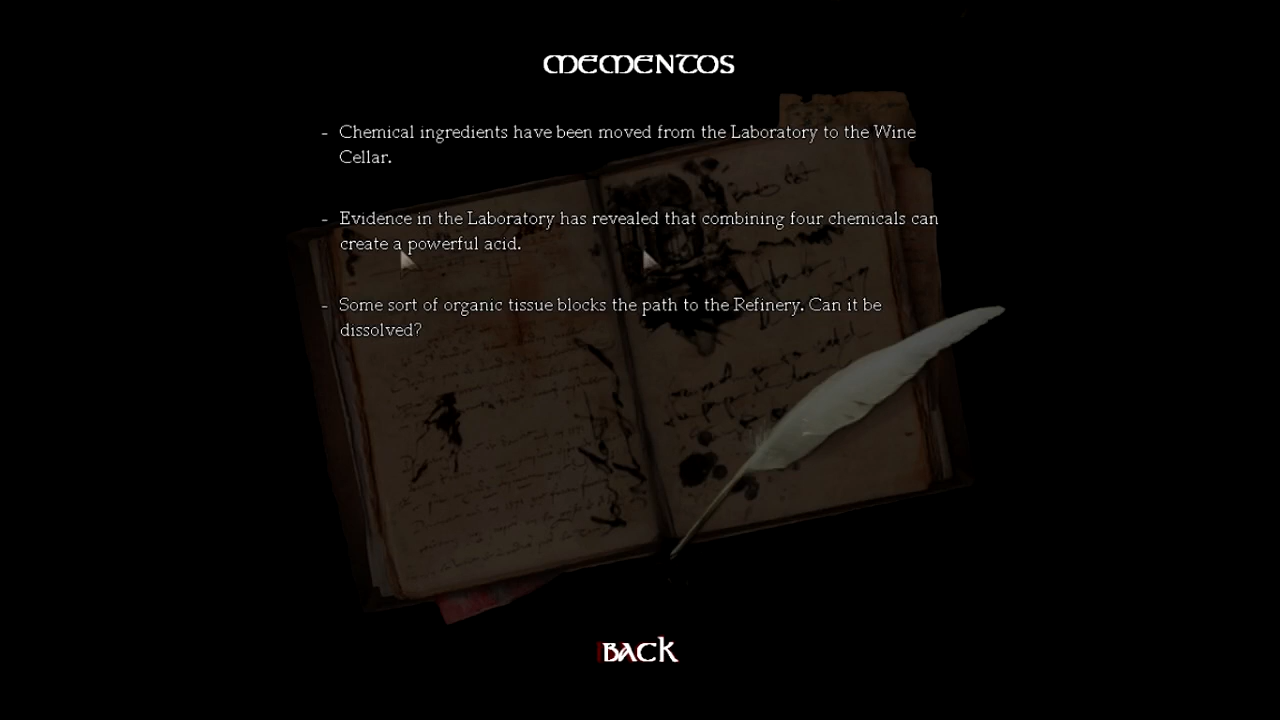 MEMENTOS
- Chemical ingredients have been moved from the Laboratory to the Wine
Cellar.
- Evidence in the Laboratory has revealed that combining four chemicals can
create a powerful acid.
- Some sort of organic tissue blocks the path to the Refinery. Can it be
dissolved?
BACK